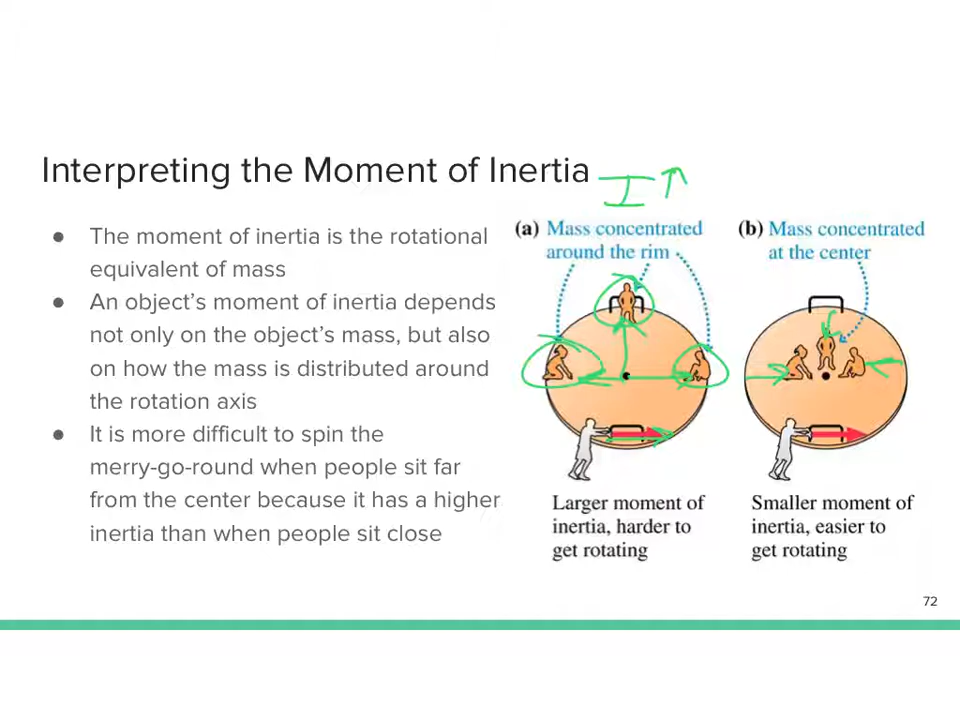 Interpreting the Moment of Inertia
I ↑
● The moment of inertia is the rotational
equivalent of mass
● An object’s moment of inertia depends
not only on the object’s mass, but also
on how the mass is distributed around
the rotation axis
● It is more difficult to spin the
merry-go-round when people sit far
from the center because it has a higher
inertia than when people sit close
(a) Mass concentrated
around the rim
Larger moment of
inertia, harder to
get rotating
(b) Mass concentrated
at the center
Smaller moment of
inertia, easier to
get rotating
72